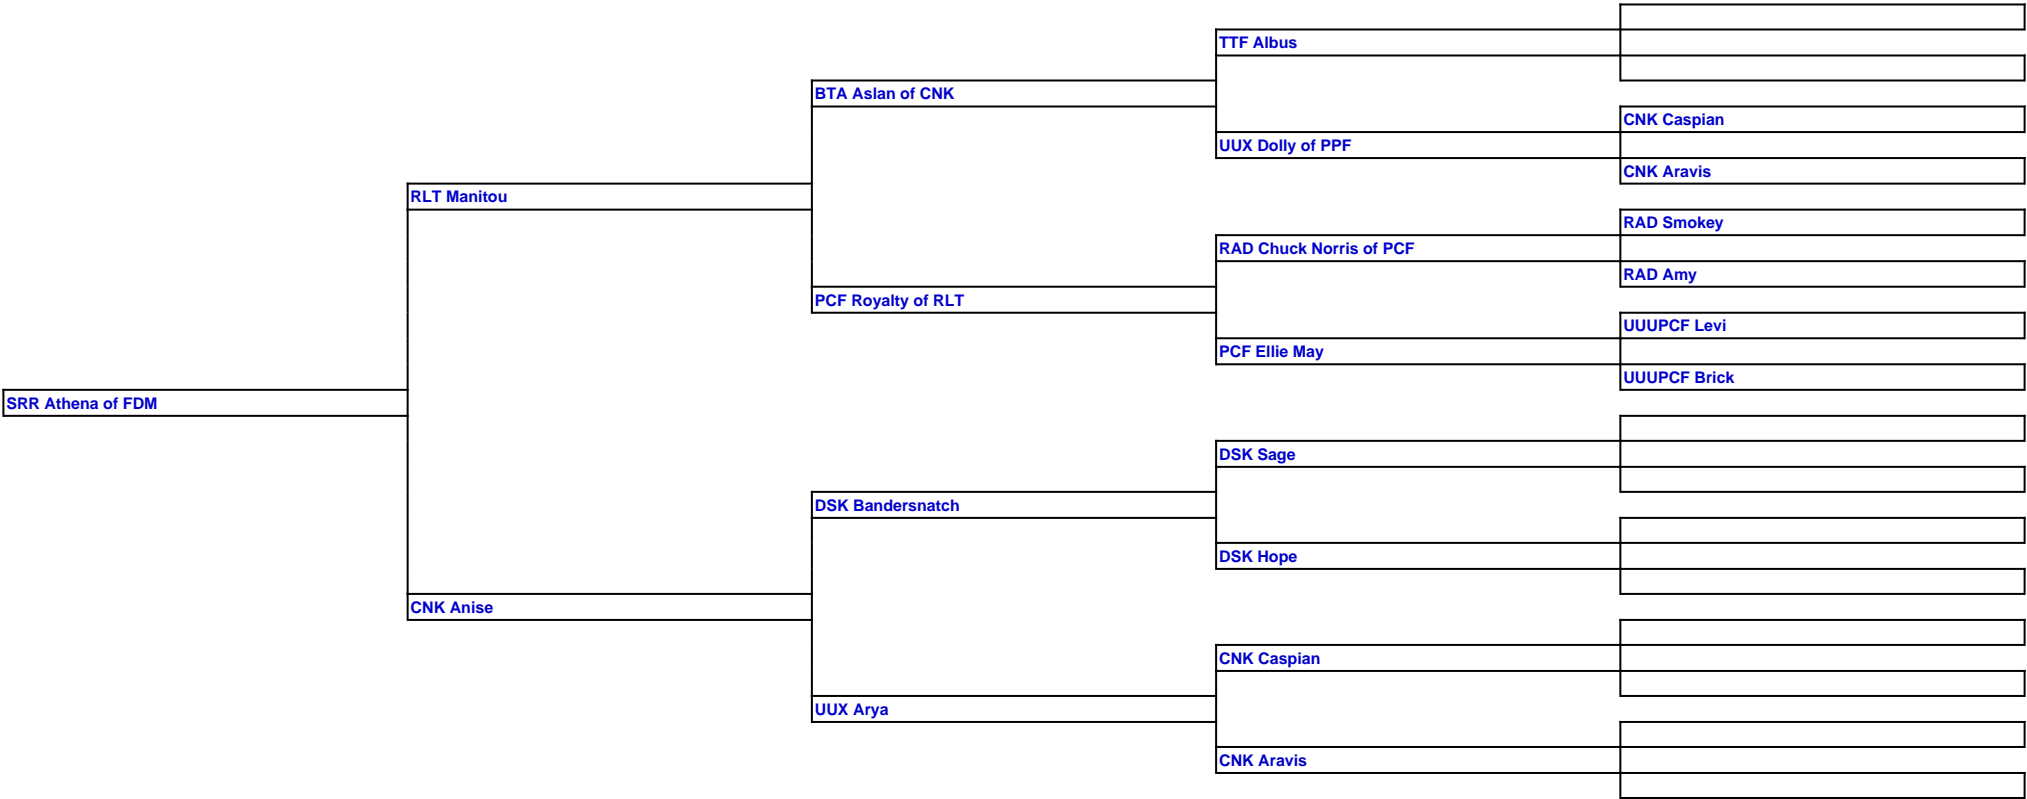 TTF Albus
BTA Aslan of CNK
CNK Caspian
UUX Dolly of PPF
CNK Aravis
RLT Manitou
RAD Smokey
RAD Chuck Norris of PCF
RAD Amy
PCF Royalty of RLT
UUUPCF Levi
PCF Ellie May
UUUPCF Brick
SRR Athena of FDM
DSK Sage
DSK Bandersnatch
DSK Hope
CNK Anise
CNK Caspian
UUX Arya
CNK Aravis